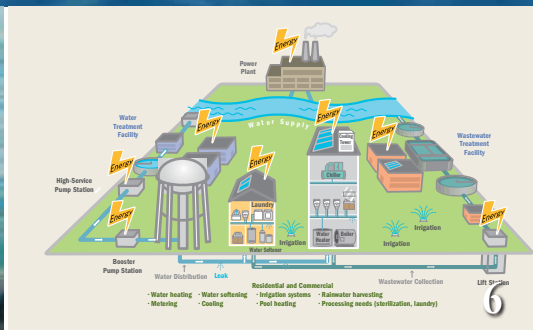 Energy
Power
Plant
Water Supply
Water
Treatment
Facility
Energy
Energy
Cooling
Tower
Energy
Wastewater
Treatment
Facility
Energy
High-Service
Pump Station
Chiller
Laundry
Energy
Energy
Irrigation
Irrigation
Irrigation
Water
Heater
Boiler
Water Softener
Booster
Pump Station
Water Distribution
Leak
Wastewater Collection
Lift Station
Residential and Commercial
· Water heating · Water softening · Irrigation systems · Rainwater harvesting
· Metering · Cooling · Pool heating · Processing needs (sterilization, laundry)
6